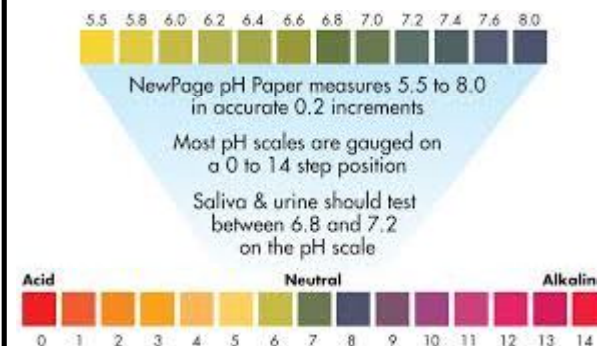 5.5 5.8 6.0 6.2 6.4 6.6 6.8 7.0 7.2 7.4 7.6 8.0
NewPage pH Paper measures 5.5 to 8.0
in accurate 0.2 increments
Most pH scales are gauged on
a 0 to 14 step position
Saliva & urine should test
between 6.8 and 7.2
on the pH scale
Acid Neutral Alkalin
0 1 2 3 4 5 6 7 8 9 10 11 12 13 14